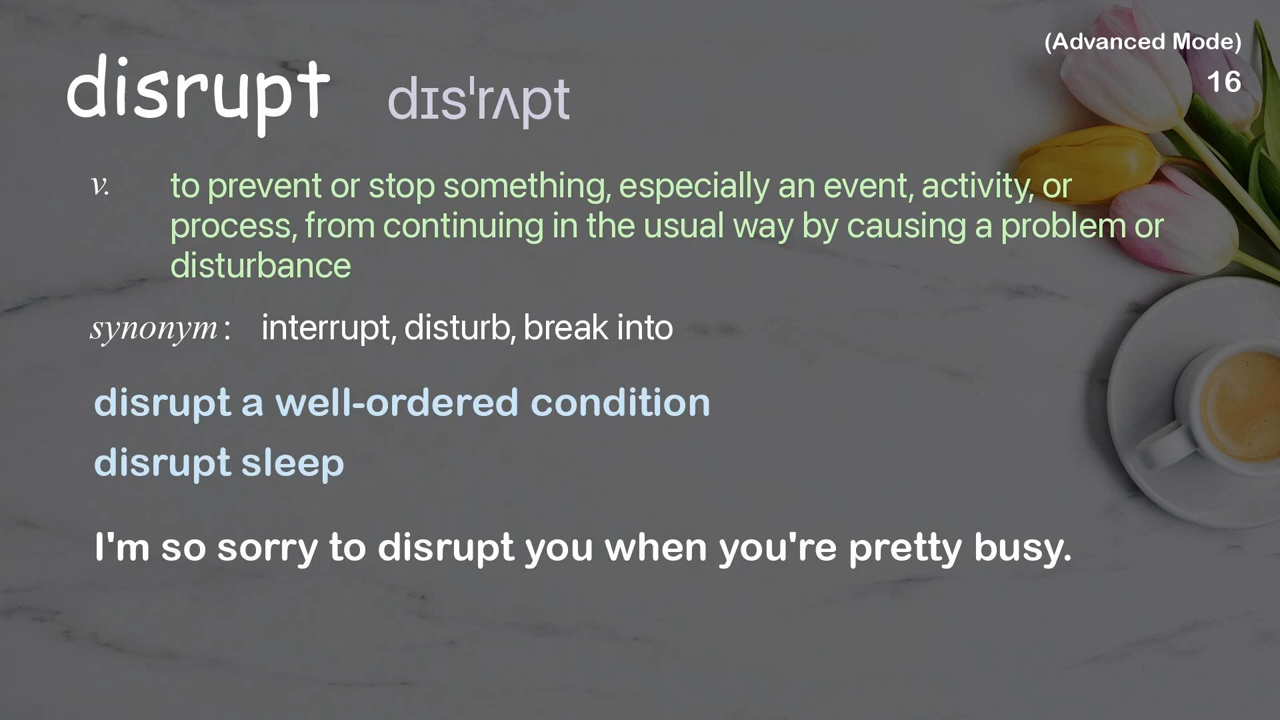 (Advanced Mode)
16
disrupt dɪsˈrʌpt
v. to prevent or stop something, especially an event, activity, or
process, from continuing in the usual way by causing a problem or
disturbance
synonym: interrupt, disturb, break into
disrupt a well-ordered condition
disrupt sleep
I'm so sorry to disrupt you when you're pretty busy.